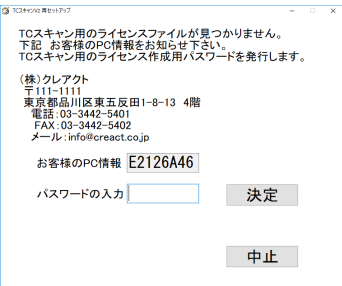 TCスキャンV2 再セットアップ
TCスキャン用のライセンスファイルが見つかりません。
下記　お客様のPC情報をお知らせ下さい。
TCスキャン用のライセンス作成用パスワードを発行します。
(株)クレアクト
〒111-1111
東京都品川区東五反田1-8-13　4階
電話:03-3442-5401
FAX:03-3442-5402
メール:info@creact.co.jp
お客様のPC情報 E2126A46
パスワードの入力 決定
中止